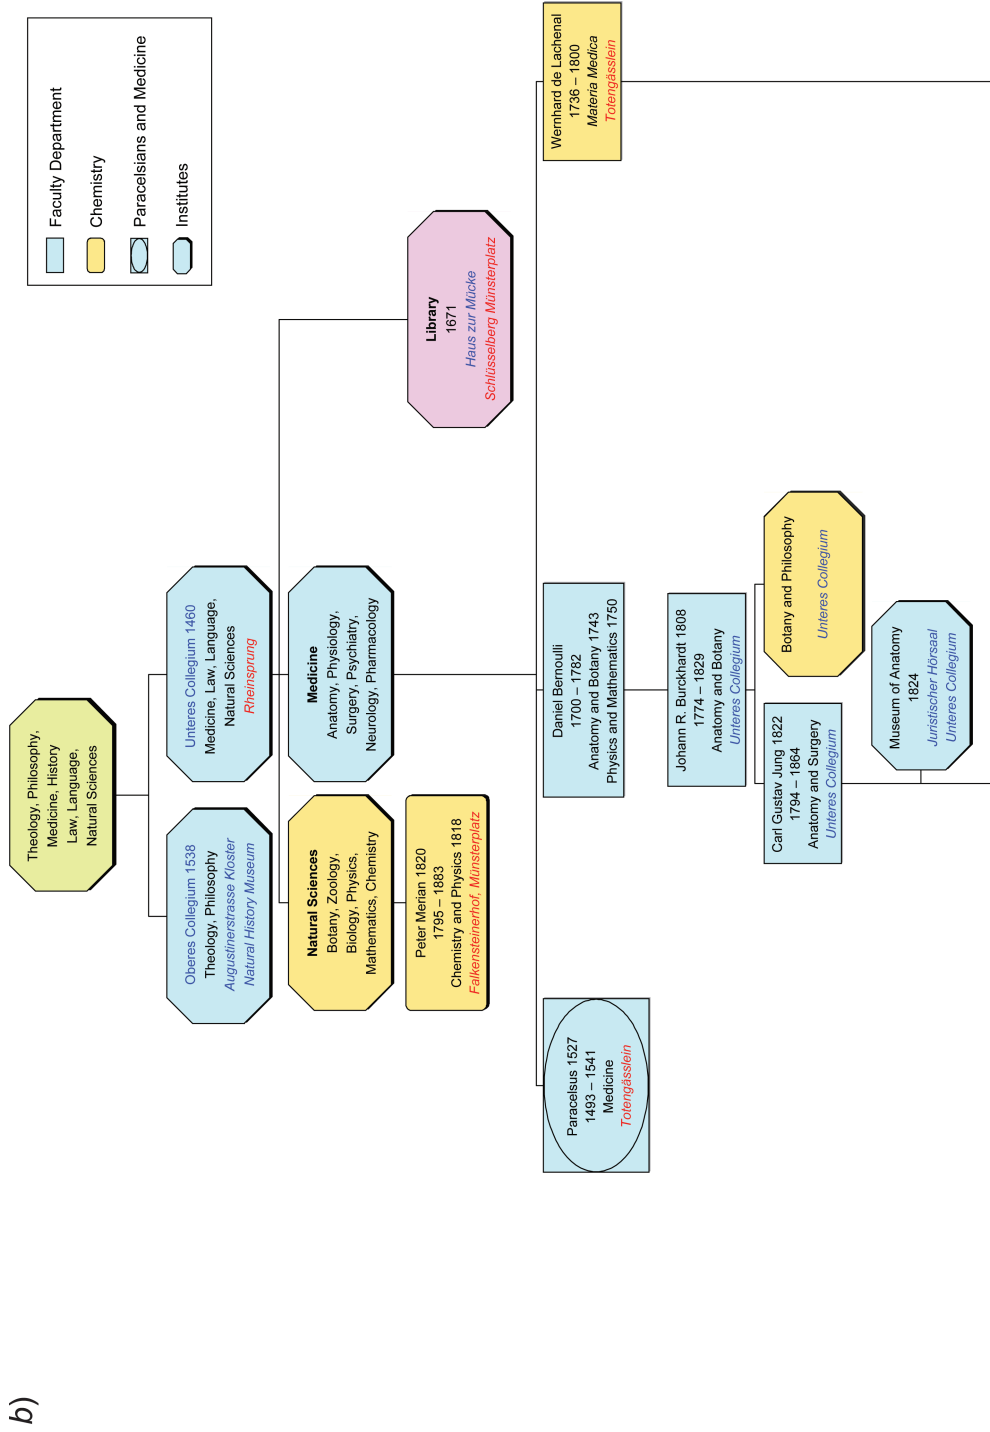 b)
Theology, Philosophy,
Medicine, History
Law, Language,
Natural Sciences
Faculty Department
Chemistry
Paracelsians and Medicine
Institutes
Oberes Collegium 1538
Theology, Philosophy
Augustinerstrasse Kloster
Natural History Museum
Unteres Collegium 1460
Medicine, Law, Language,
Natural Sciences
Rheinsprung
Natural Sciences
Botany, Zoology,
Biology, Physics,
Mathematics, Chemistry
Medicine
Anatomy, Physiology,
Surgery, Psychiatry,
Neurology, Pharmacology
Peter Merian 1820
1795 – 1883
Chemistry and Physics 1818
Falkensteinerhof, Münsterplatz
Library
1671
Haus zur Mücke
Schlüsselberg Münsterplatz
Paracelsus 1527
1493 – 1541
Medicine
Totengässlein
Daniel Bernoulli
1700 – 1782
Anatomy and Botany 1743
Physics and Mathematics 1750
Wernhard de Lachenal
1736 – 1800
Materia Medica
Totengässlein
Johann R. Burckhardt 1808
1774 – 1829
Anatomy and Botany
Unteres Collegium
Carl Gustav Jung 1822
1794 – 1864
Anatomy and Surgery
Unteres Collegium
Botany and Philosophy
Unteres Collegium
Museum of Anatomy
1824
Juristischer Hörsaal
Unteres Collegium